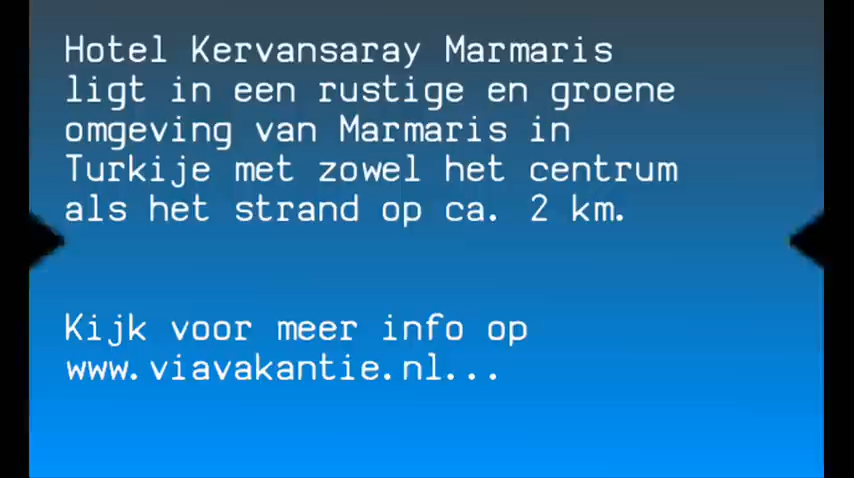 Hotel Kervansaray Marmaris
ligt in een rustige en groene
omgeving van Marmaris in
Turkije met zowel het centrum
als het strand op ca. 2 km.
Kijk voor meer info op
www.viavakantie.nl...